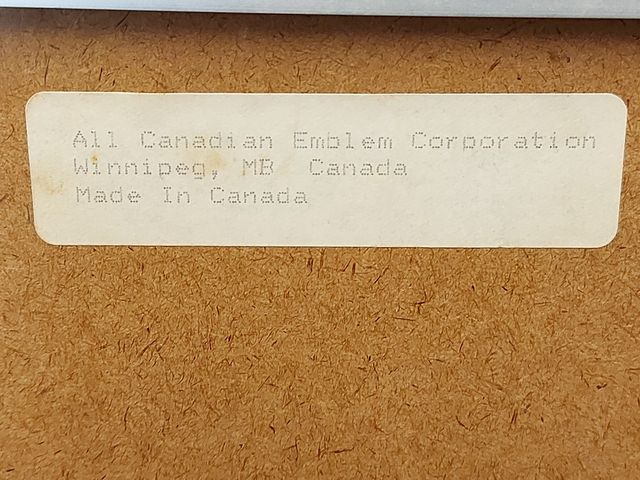 All Canadian Emblem Corporation
Winnipeg, MB  Canada
Made In Canada